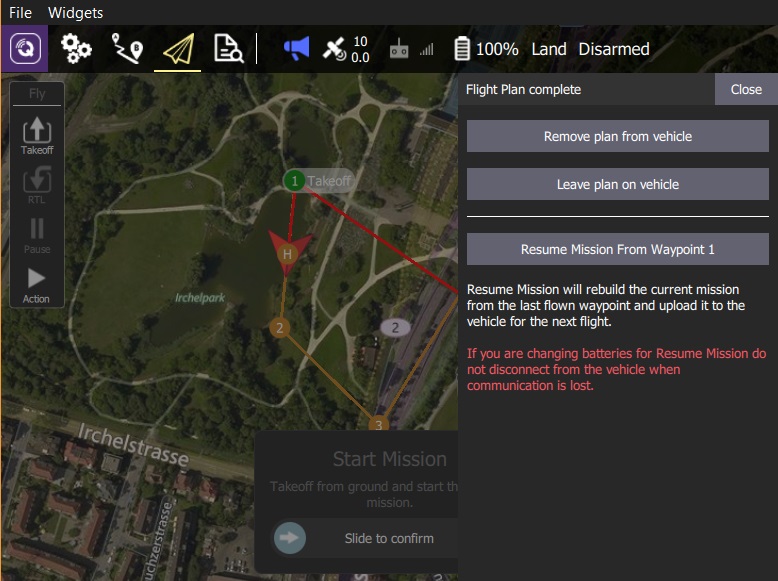 File Widgets
10
0.0
100% Land Disarmed
Fly
Takeoff
RTL
Pause
Action
1 Takeoff
H
Irchelpark
2
2
3
Irchelstrasse
uchzerstrasse
Start Mission
Takeoff from ground and start th
mission.
Slide to confirm
Flight Plan complete Close
Remove plan from vehicle
Leave plan on vehicle
Resume Mission From Waypoint 1
Resume Mission will rebuild the current mission
from the last flown waypoint and upload it to the
vehicle for the next flight.
If you are changing batteries for Resume Mission do
not disconnect from the vehicle when
communication is lost.